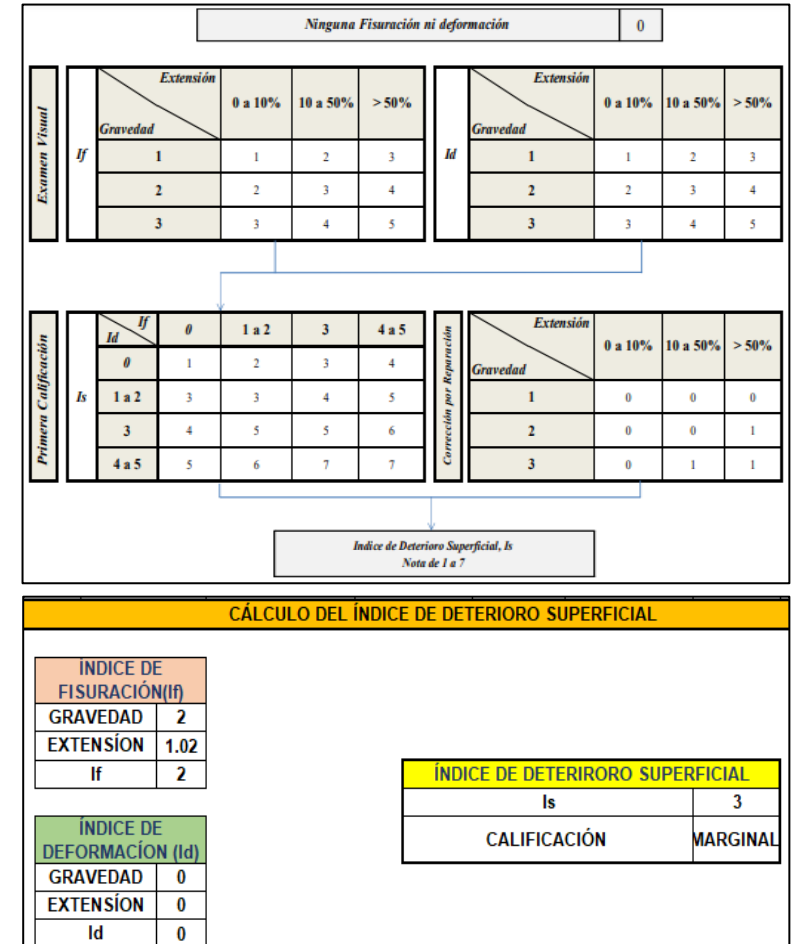 Ninguna Fisuración ni deformación 0
Examen Visual
If
Extensión
Gravedad
0 a 10% 10 a 50% > 50%
1 1 2 3
2 2 3 4
3 3 4 5
Id
Extensión
Gravedad
0 a 10% 10 a 50% > 50%
1 1 2 3
2 2 3 4
3 3 4 5
Primera Calificación
Is
If
Id
0 1 a 2 3 4 a 5
0 1 2 3 4
1 a 2 3 3 4 5
3 4 5 5 6
4 a 5 5 6 7 7
Corrección por Reparación
Extensión
Gravedad
0 a 10% 10 a 50% > 50%
1 0 0 0
2 0 0 1
3 0 1 1
Indice de Deterioro Superficial, Is
Nota de 1 a 7
CÁLCULO DEL ÍNDICE DE DETERIORO SUPERFICIAL
ÍNDICE DE
FISURACIÓN(If)
GRAVEDAD 2
EXTENSÍON 1.02
If 2
ÍNDICE DE DETERIRORO SUPERFICIAL
Is 3
CALIFICACIÓN MARGINAL
ÍNDICE DE
DEFORMACÍON (Id)
GRAVEDAD 0
EXTENSÍON 0
Id 0